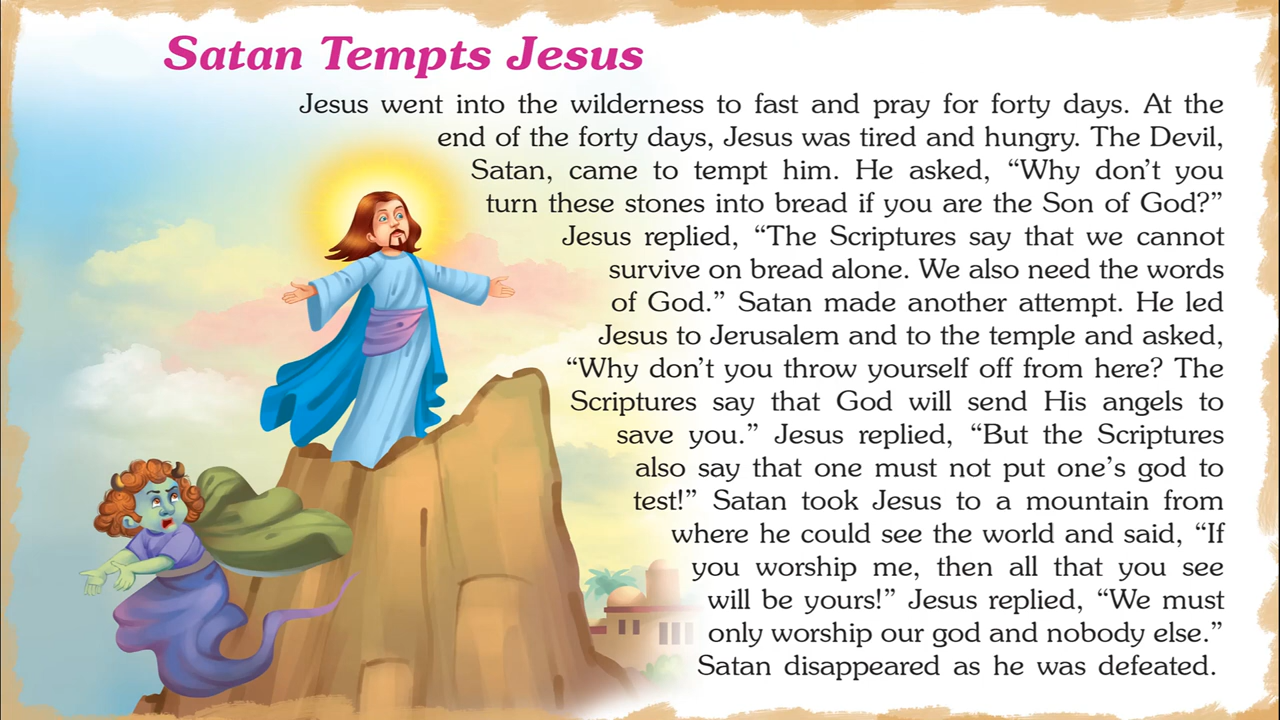 Satan Tempts Jesus
Jesus went into the wilderness to fast and pray for forty days. At the
end of the forty days, Jesus was tired and hungry. The Devil,
Satan, came to tempt him. He asked, “Why don’t you
turn these stones into bread if you are the Son of God?”
Jesus replied, “The Scriptures say that we cannot
survive on bread alone. We also need the words
of God.” Satan made another attempt. He led
Jesus to Jerusalem and to the temple and asked,
“Why don’t you throw yourself off from here? The
Scriptures say that God will send His angels to
save you.” Jesus replied, “But the Scriptures
also say that one must not put one’s god to
test!” Satan took Jesus to a mountain from
where he could see the world and said, “If
you worship me, then all that you see
will be yours!” Jesus replied, “We must
only worship our god and nobody else.”
Satan disappeared as he was defeated.